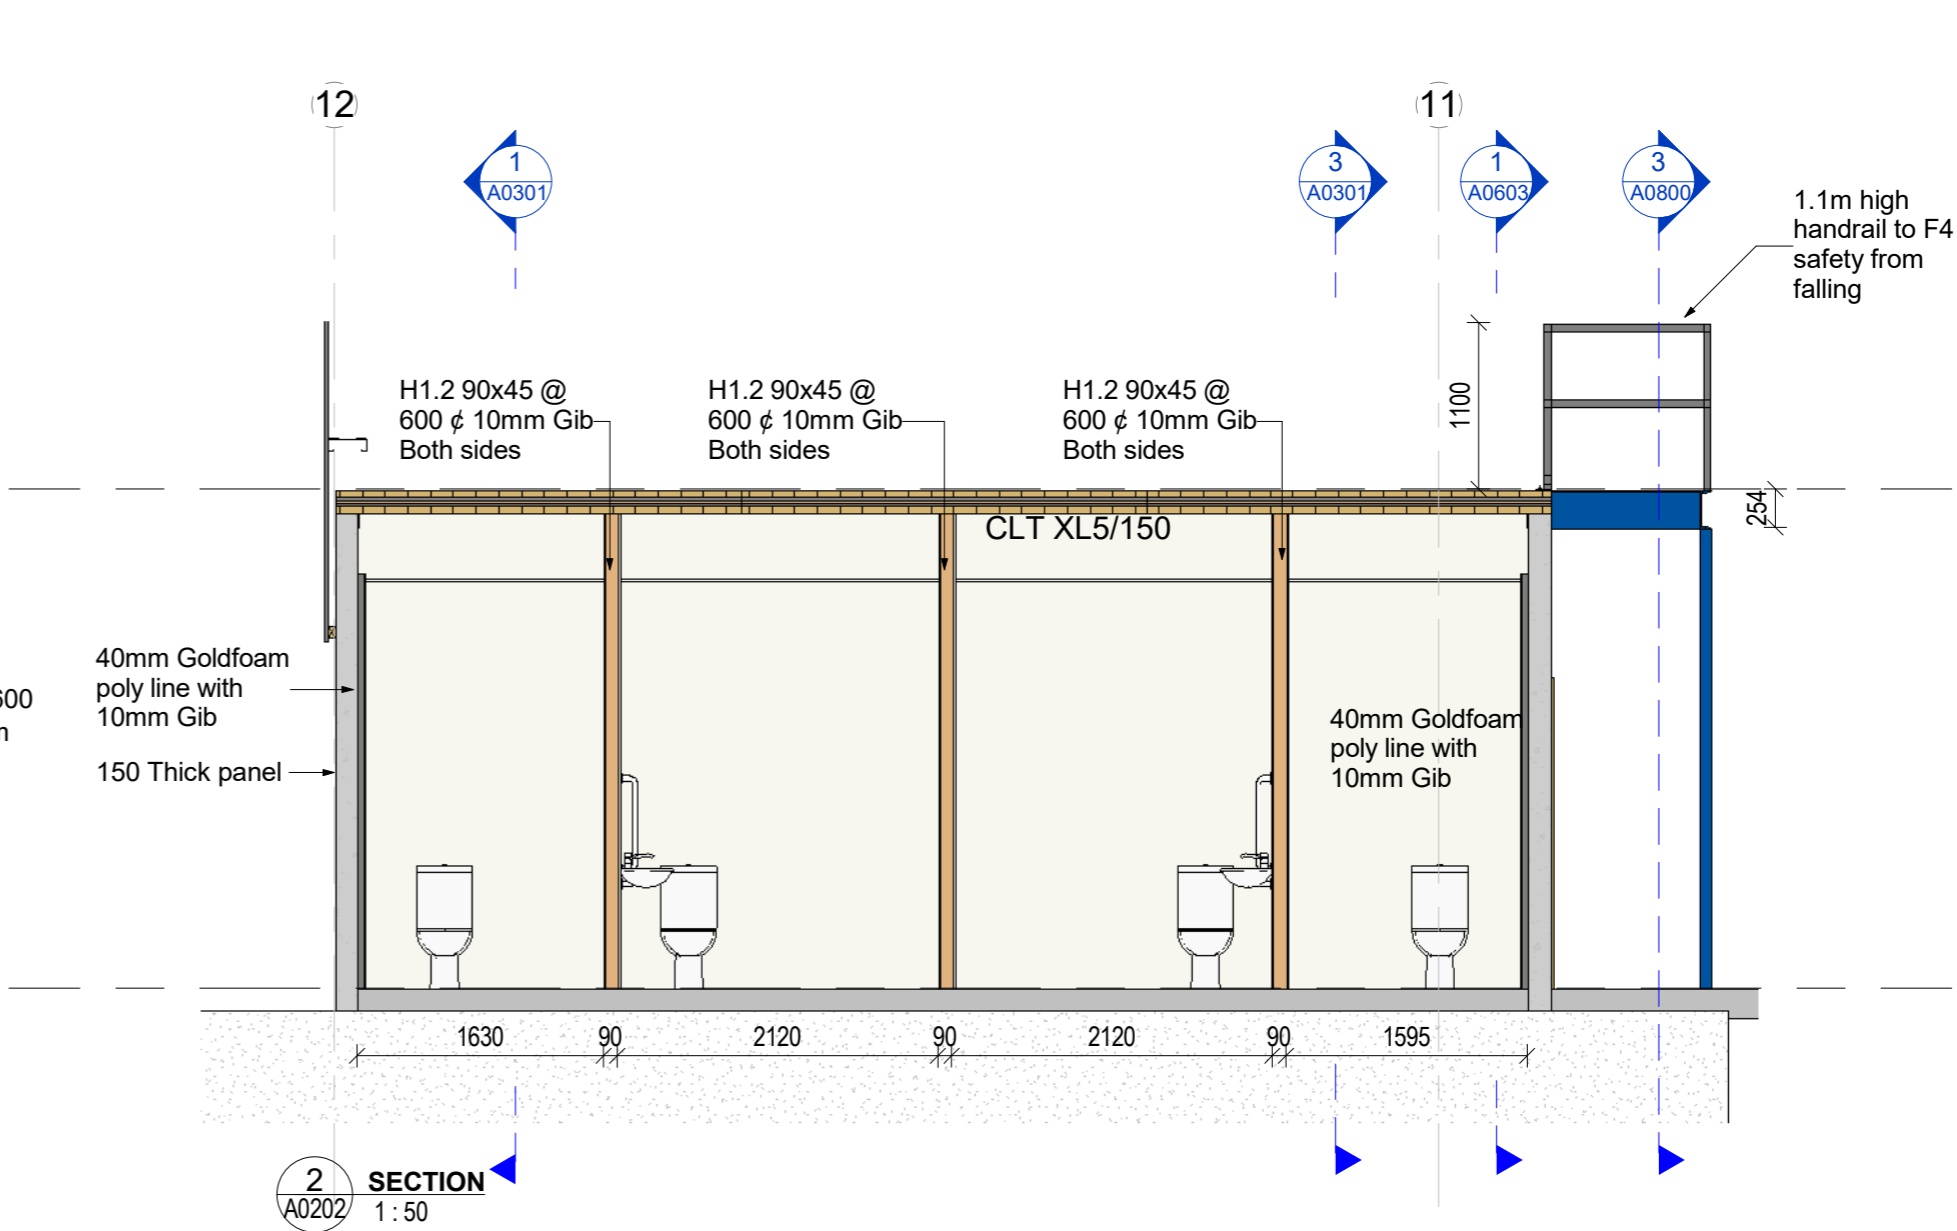 12
11
1
A0301
3
A0301
1
A0603
3
A0800
1.1m high
handrail to F4
safety from
falling
H1.2 90x45 @
600 ¢ 10mm Gib
Both sides
H1.2 90x45 @
600 ¢ 10mm Gib
Both sides
H1.2 90x45 @
600 ¢ 10mm Gib
Both sides
1100
254
CLT XL5/150
40mm Goldfoam
poly line with
10mm Gib
150 Thick panel
40mm Goldfoam
poly line with
10mm Gib
1630 90 2120 90 2120 90 1595
2
A0202
SECTION
1 : 50